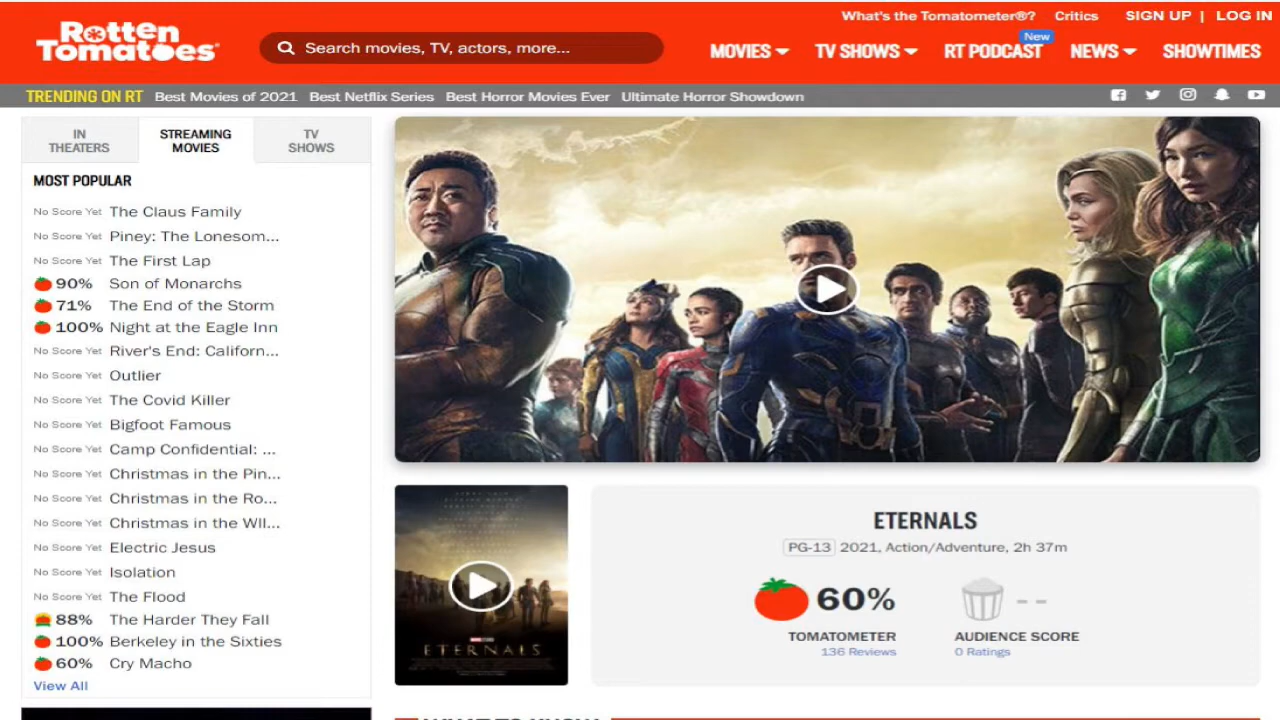 What's the Tomatometer®? Critics SIGN UP | LOG IN
Rotten
Tomatoes
Search movies, TV, actors, more...
MOVIES TV SHOWS RT PODCAST New NEWS SHOWTIMES
TRENDING ON RT Best Movies of 2021 Best Netflix Series Best Horror Movies Ever Ultimate Horror Showdown
IN THEATERS
STREAMING MOVIES
TV SHOWS
MOST POPULAR
No Score Yet The Claus Family
No Score Yet Piney: The Lonesom...
No Score Yet The First Lap
90% Son of Monarchs
71% The End of the Storm
100% Night at the Eagle Inn
No Score Yet River's End: Californ...
No Score Yet Outlier
No Score Yet The Covid Killer
No Score Yet Bigfoot Famous
No Score Yet Camp Confidential: ...
No Score Yet Christmas in the Pin...
No Score Yet Christmas in the Ro...
No Score Yet Christmas in the WIl...
No Score Yet Electric Jesus
No Score Yet Isolation
No Score Yet The Flood
88% The Harder They Fall
100% Berkeley in the Sixties
60% Cry Macho
View All
ETERNALS
ETERNALS
PG-13 2021, Action/Adventure, 2h 37m
60% - -
TOMATOMETER AUDIENCE SCORE
136 Reviews 0 Ratings